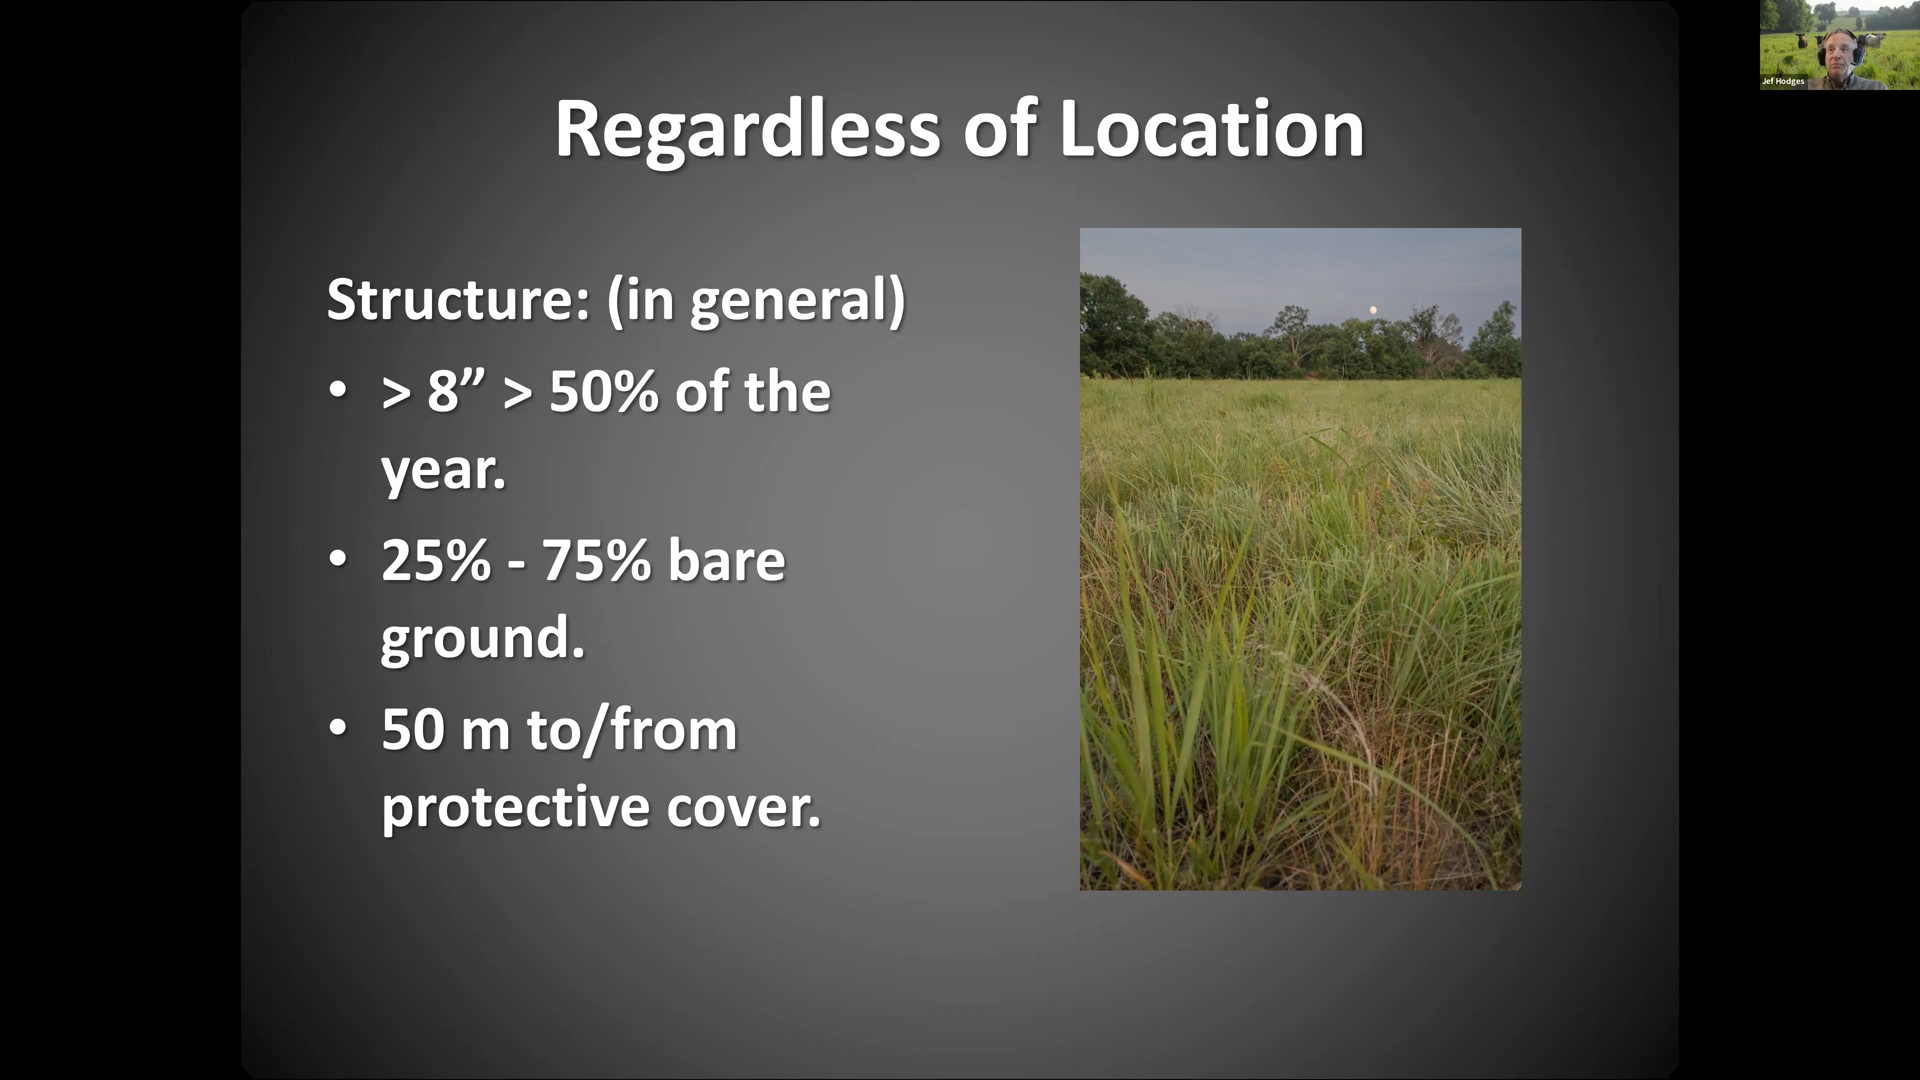 Regardless of Location
Structure: (in general)
• > 8” > 50% of the
year.
• 25% - 75% bare
ground.
• 50 m to/from
protective cover.
Jef Hodges